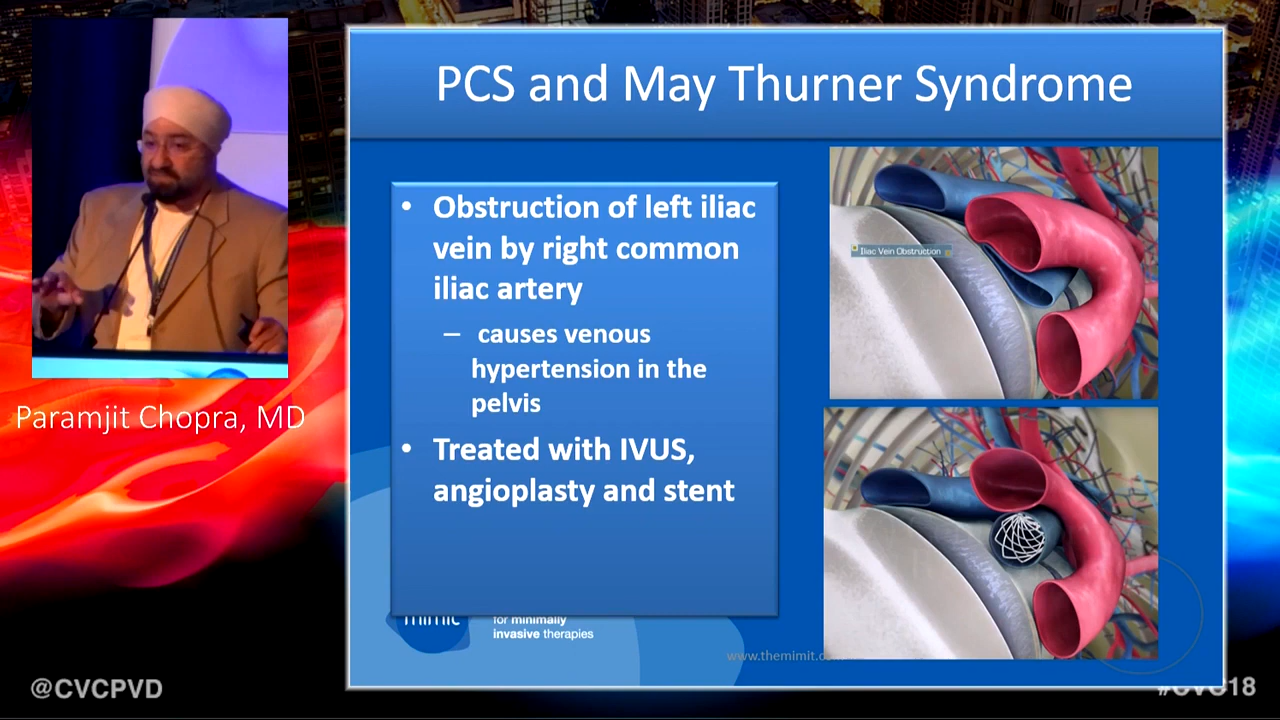 PCS and May Thurner Syndrome
• Obstruction of left iliac
vein by right common
iliac artery
– causes venous
hypertension in the
pelvis
• Treated with IVUS,
angioplasty and stent
Iliac Vein Obstruction
for minimally
invasive therapies
Paramjit Chopra, MD
@CVCPVD